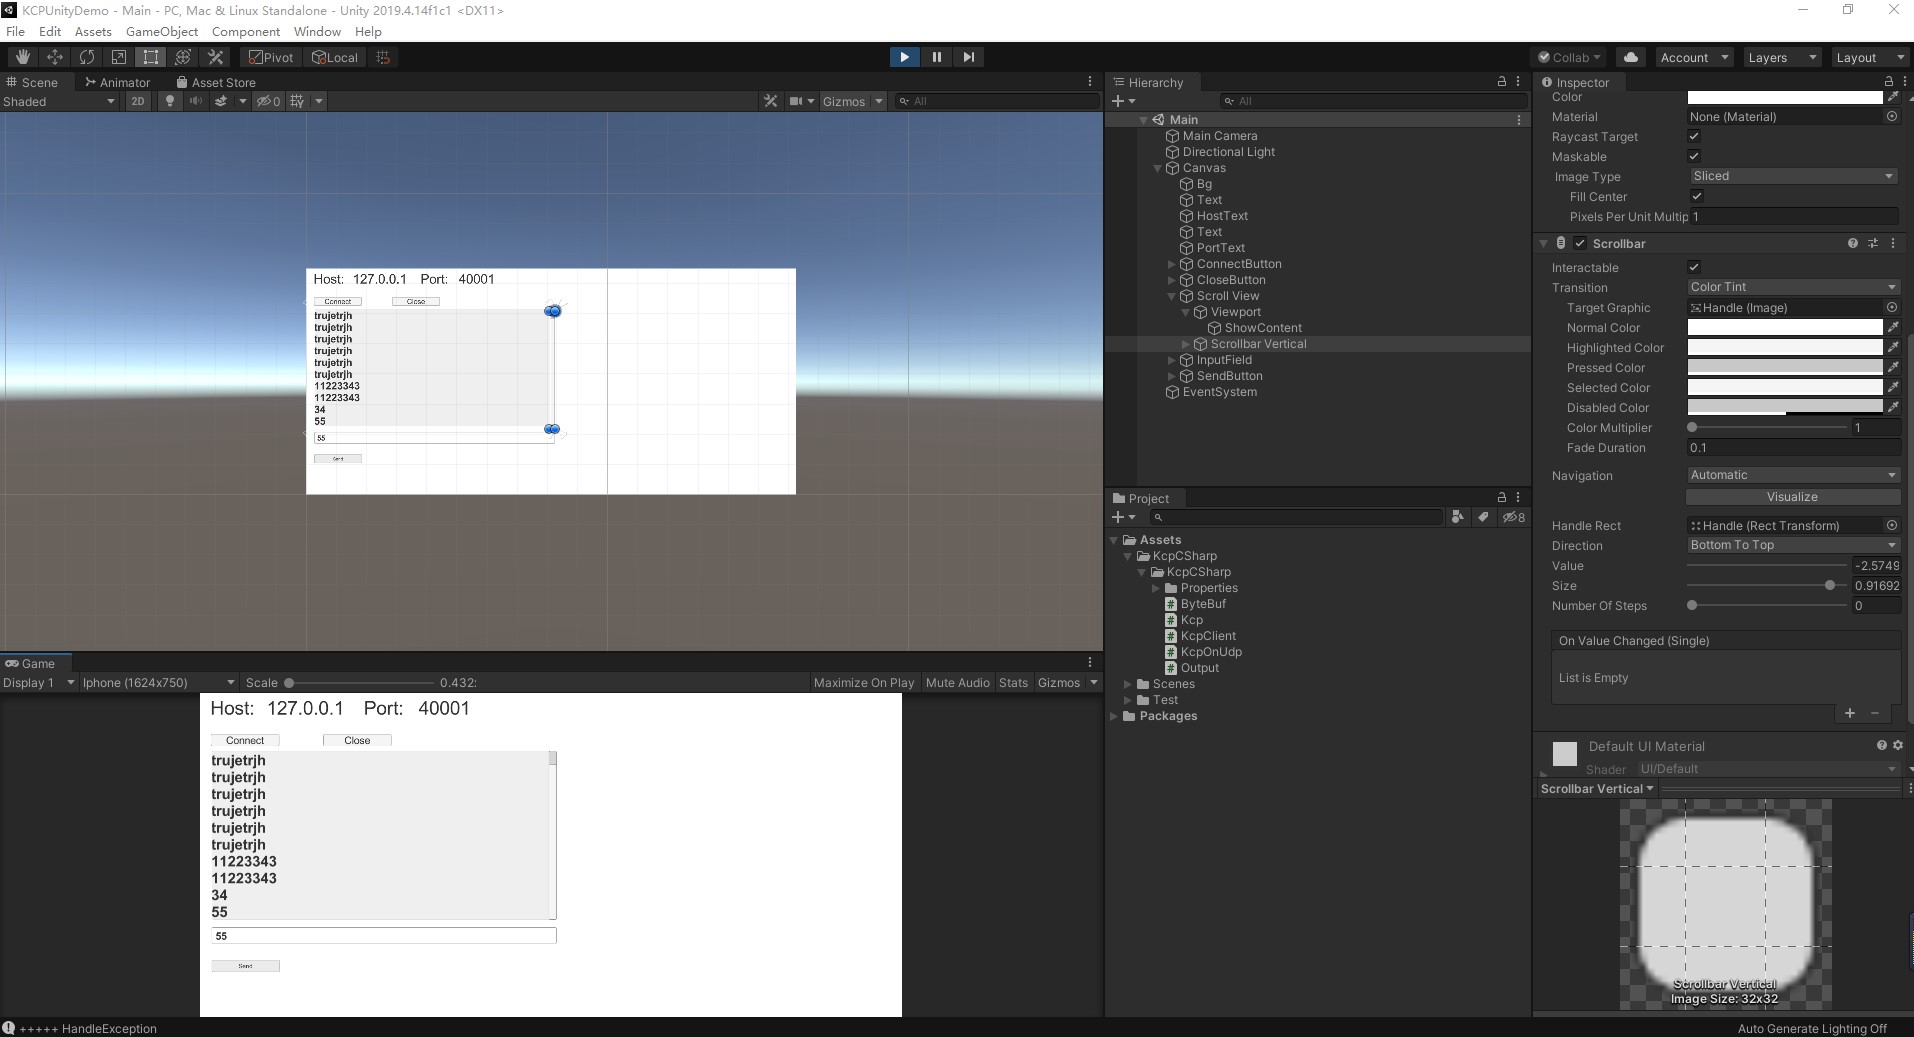 KCPUnityDemo - Main - PC, Mac & Linux Standalone - Unity 2019.4.14f1c1 <DX11>
File Edit Assets GameObject Component Window Help
Pivot Local Collab Account Layers Layout
Scene Animator Asset Store
Shaded 2D 0 Gizmos All
Host: 127.0.0.1 Port: 40001
Connect Close
trujetrjh
trujetrjh
trujetrjh
trujetrjh
trujetrjh
trujetrjh
11223343
11223343
34
55
55
Send
Game
Display 1 Iphone (1624x750) Scale 0.432: Maximize On Play Mute Audio Stats Gizmos
Host: 127.0.0.1 Port: 40001
Connect Close
trujetrjh
trujetrjh
trujetrjh
trujetrjh
trujetrjh
trujetrjh
11223343
11223343
34
55
55
Send
Hierarchy
All
Main
Main Camera
Directional Light
Canvas
Bg
Text
HostText
Text
PortText
ConnectButton
CloseButton
Scroll View
Viewport
ShowContent
Scrollbar Vertical
InputField
SendButton
EventSystem
Project
8
Assets
KcpCSharp
KcpCSharp
Properties
ByteBuf
Kcp
KcpClient
KcpOnUdp
Output
Scenes
Test
Packages
Inspector
Color
Material None (Material)
Raycast Target
Maskable
Image Type Sliced
Fill Center
Pixels Per Unit Multip 1
Scrollbar
Interactable
Transition Color Tint
Target Graphic Handle (Image)
Normal Color
Highlighted Color
Pressed Color
Selected Color
Disabled Color
Color Multiplier 1
Fade Duration 0.1
Navigation Automatic
Visualize
Handle Rect Handle (Rect Transform)
Direction Bottom To Top
Value -2.5749
Size 0.91692
Number Of Steps 0
On Value Changed (Single)
List is Empty
Default UI Material
Shader UI/Default
Scrollbar Vertical
Scrollbar Vertical
Image Size: 32x32
+++++ HandleException
Auto Generate Lighting Off